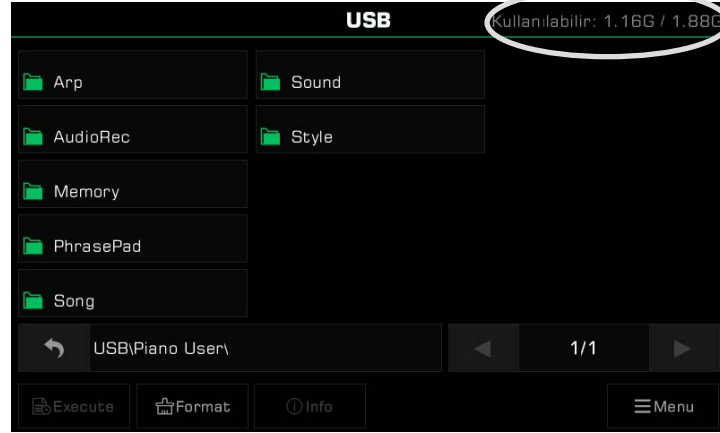 USB
Kullanılabilir: 1.16G / 1.88G
Arp
Sound
AudioRec
Style
Memory
PhrasePad
Song
USB\Piano User\
1/1
Execute
Format
Info
Menu